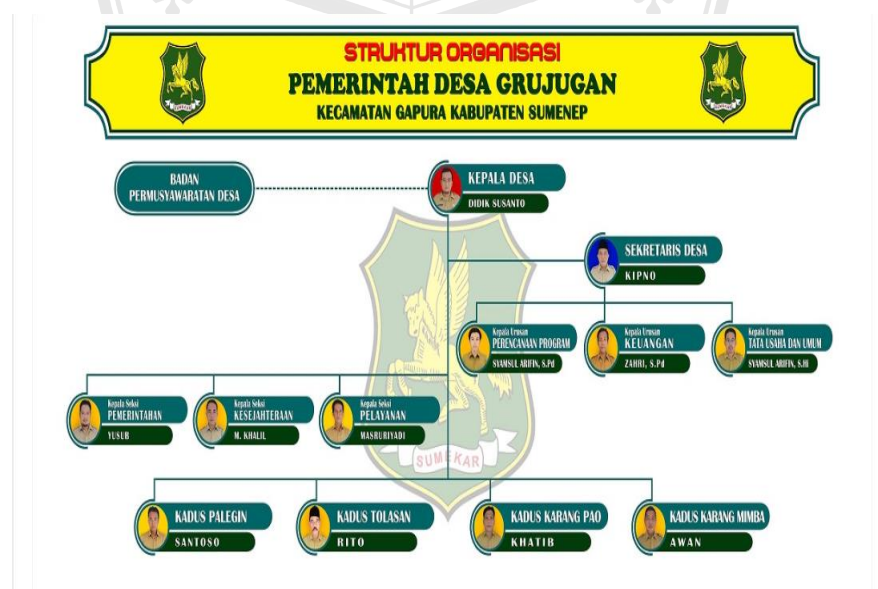 STRUKTUR ORGANISASI
PEMERINTAH DESA GRUJUGAN
KECAMATAN GAPURA KABUPATEN SUMENEP
BADAN
PERMUSYAWARATAN DESA
KEPALA DESA
DIDIK SUSANTO
SEKRETARIS DESA
KIPNO
Kepala Urusan
PERENCANAAN PROGRAM
SYAMSUL ARIFIN, S.Pd
Kepala Urusan
KEUANGAN
ZAHRI, S.Pd
Kepala Urusan
TATA USAHA DAN UMUM
SYAMSUL ARIFIN, S.Hi
Kepala Seksi
PEMERINTAHAN
YUSUB
Kepala Seksi
KESEJAHTERAAN
M. KHALIL
Kepala Seksi
PELAYANAN
MASRURIYADI
SUMEKAR
KADUS PALEGIN
SANTOSO
KADUS TOLASAN
RITO
KADUS KARANG PAO
KHATIB
KADUS KARANG MIMBA
AWAN